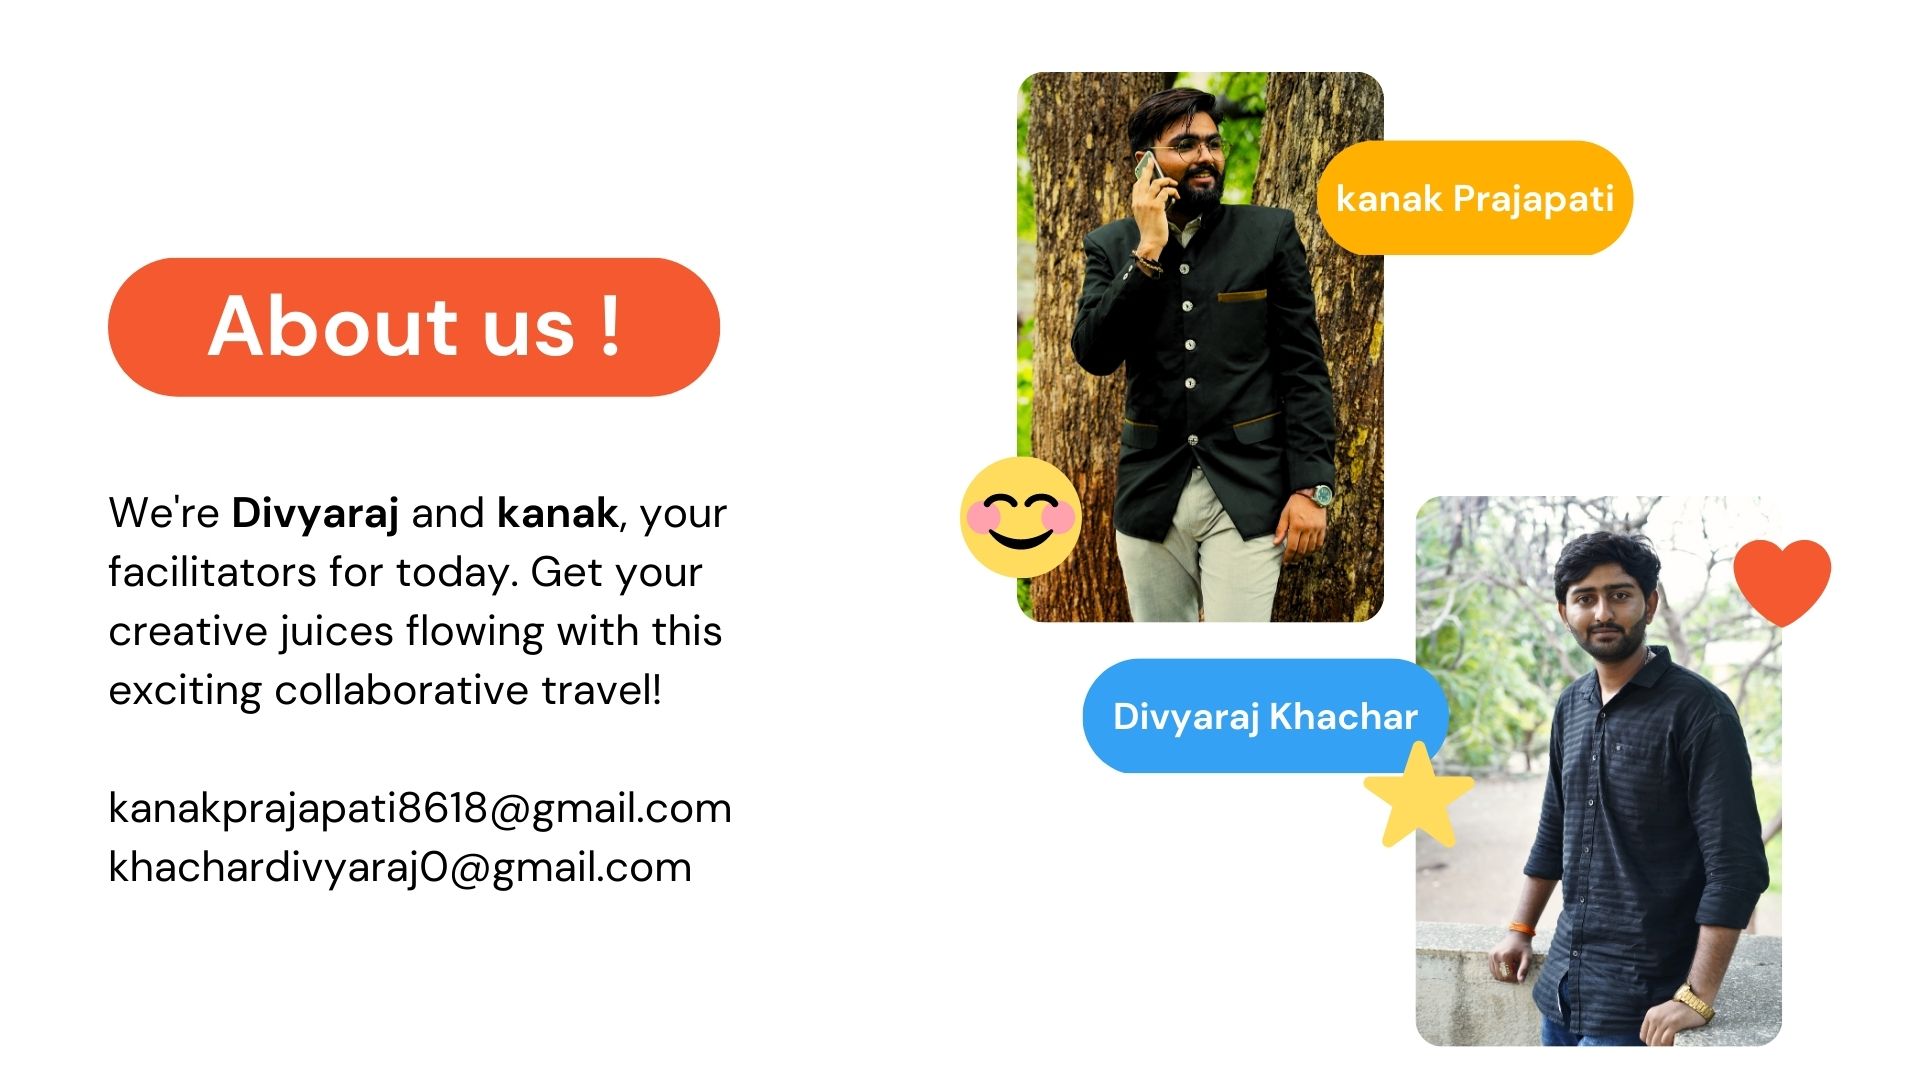 About us !
We're Divyaraj and kanak, your
facilitators for today. Get your
creative juices flowing with this
exciting collaborative travel!
kanakprajapati8618@gmail.com
khachardivyaraj0@gmail.com
kanak Prajapati
Divyaraj Khachar